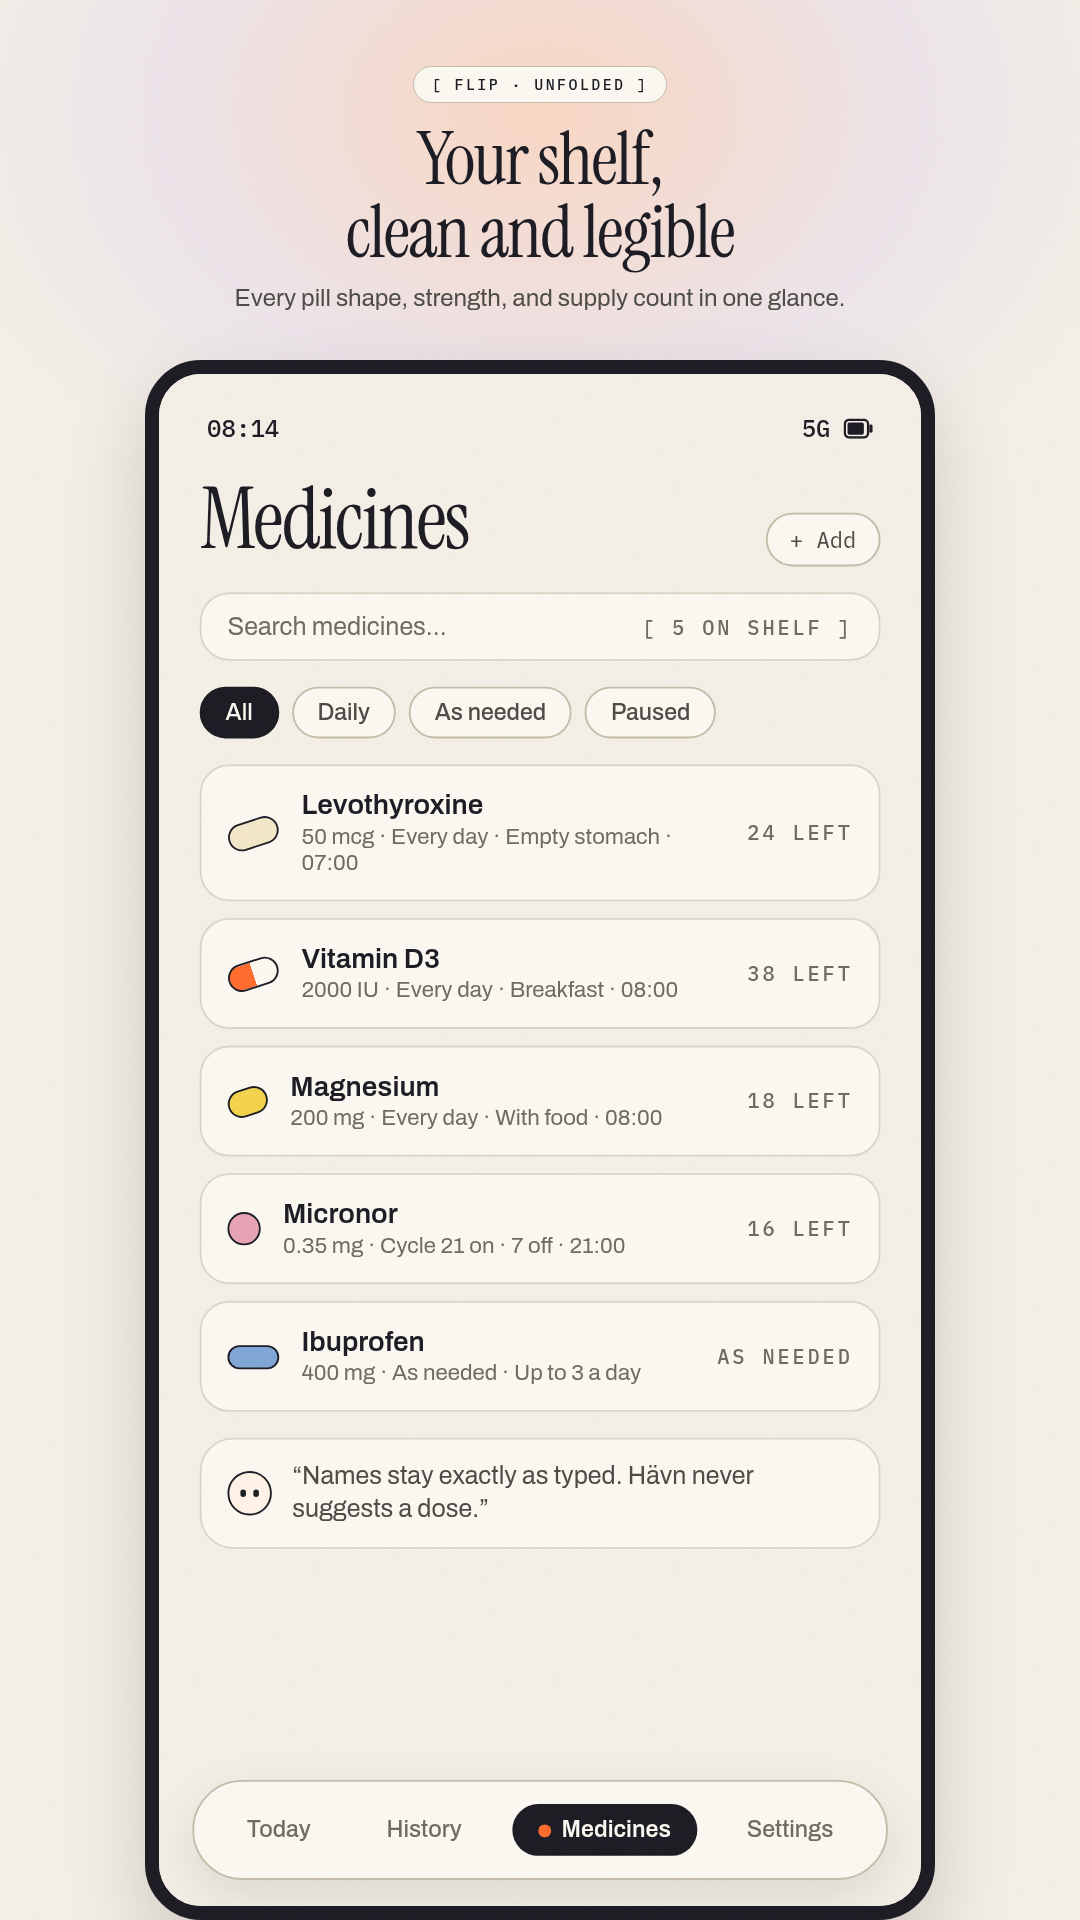 [ FLIP · UNFOLDED ]
Your shelf,
clean and legible
Every pill shape, strength, and supply count in one glance.
08:14
5G
Medicines
+ Add
Search medicines...
[ 5 ON SHELF ]
All
Daily
As needed
Paused
Levothyroxine
50 mcg · Every day · Empty stomach ·
07:00
24 LEFT
Vitamin D3
2000 IU · Every day · Breakfast · 08:00
38 LEFT
Magnesium
200 mg · Every day · With food · 08:00
18 LEFT
Micronor
0.35 mg · Cycle 21 on · 7 off · 21:00
16 LEFT
Ibuprofen
400 mg · As needed · Up to 3 a day
AS NEEDED
“Names stay exactly as typed. Hävn never
suggests a dose.”
Today
History
Medicines
Settings